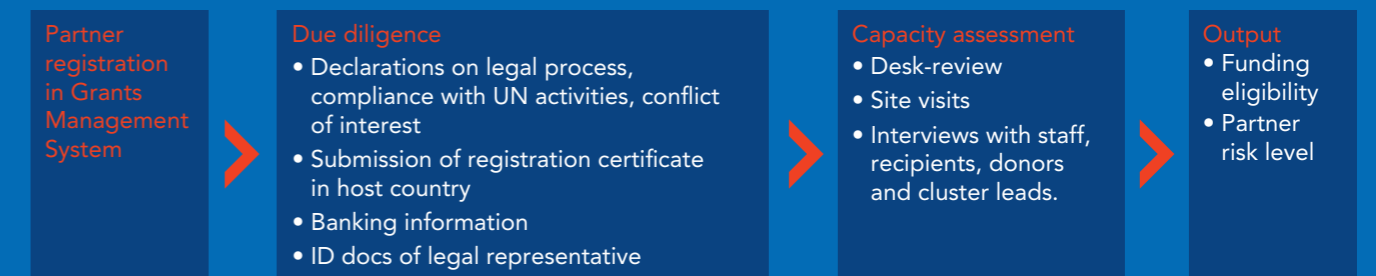 Partner
registration
in Grants
Management
System
Due diligence
• Declarations on legal process,
compliance with UN activities, conflict
of interest
• Submission of registration certificate
in host country
• Banking information
• ID docs of legal representative
Capacity assessment
• Desk-review
• Site visits
• Interviews with staff,
recipients, donors
and cluster leads.
Output
• Funding
eligibility
• Partner
risk level